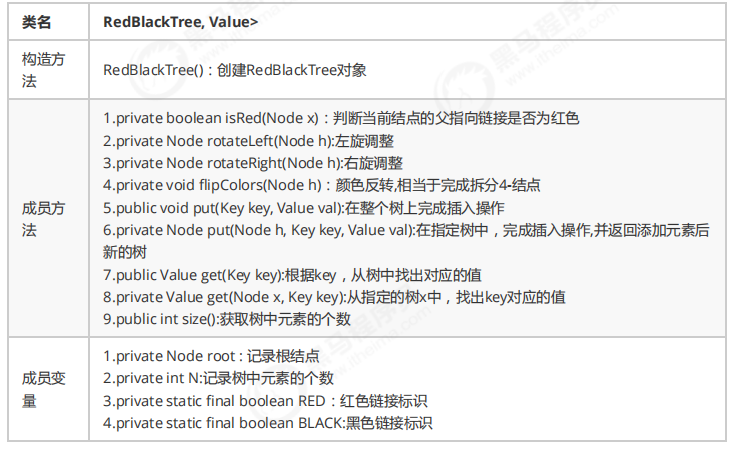 类名 RedBlackTree, Value>
构造方法 RedBlackTree()：创建RedBlackTree对象
成员方法
1.private boolean isRed(Node x)：判断当前结点的父指向链接是否为红色
2.private Node rotateLeft(Node h):左旋调整
3.private Node rotateRight(Node h):右旋调整
4.private void flipColors(Node h)：颜色反转,相当于完成拆分4-结点
5.public void put(Key key, Value val):在整个树上完成插入操作
6.private Node put(Node h, Key key, Value val):在指定树中，完成插入操作,并返回添加元素后
新的树
7.public Value get(Key key):根据key，从树中找出对应的值
8.private Value get(Node x, Key key):从指定的树x中，找出key对应的值
9.public int size():获取树中元素的个数
成员变量
1.private Node root : 记录根结点
2.private int N:记录树中元素的个数
3.private static final boolean RED：红色链接标识
4.private static final boolean BLACK:黑色链接标识